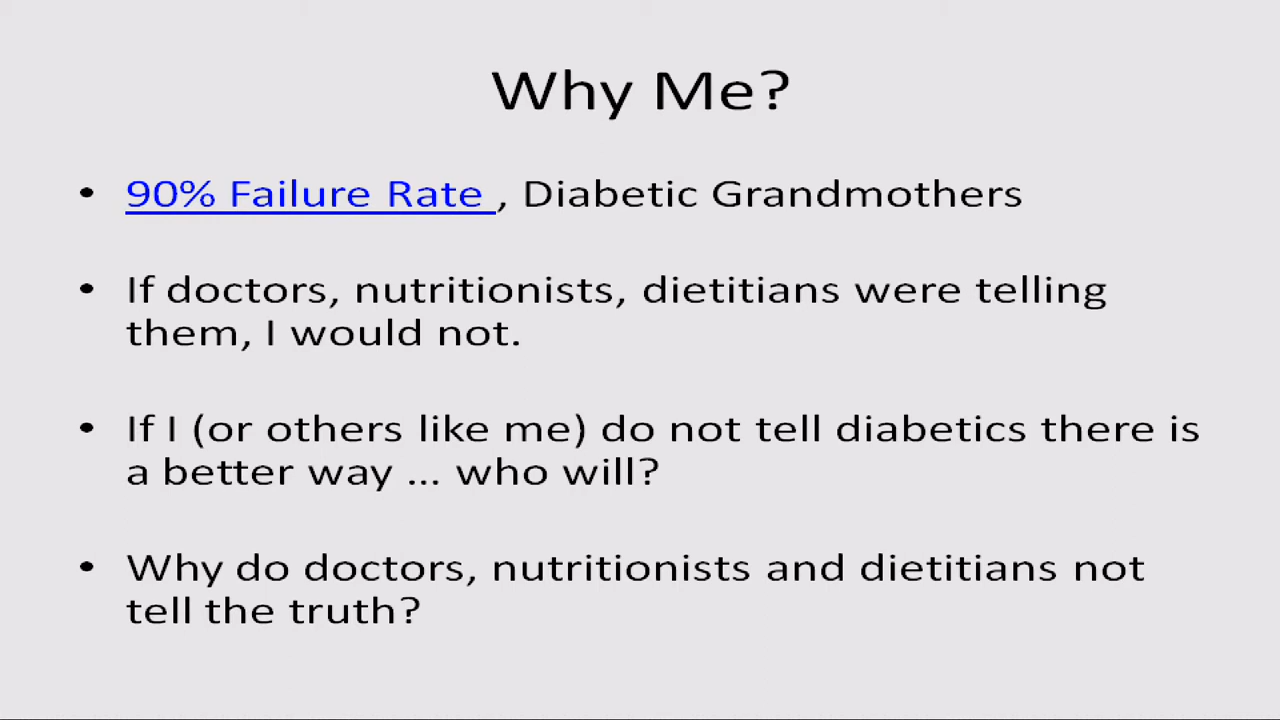 Why Me?
• 90% Failure Rate , Diabetic Grandmothers
• If doctors, nutritionists, dietitians were telling
them, I would not.
• If I (or others like me) do not tell diabetics there is
a better way ... who will?
• Why do doctors, nutritionists and dietitians not
tell the truth?